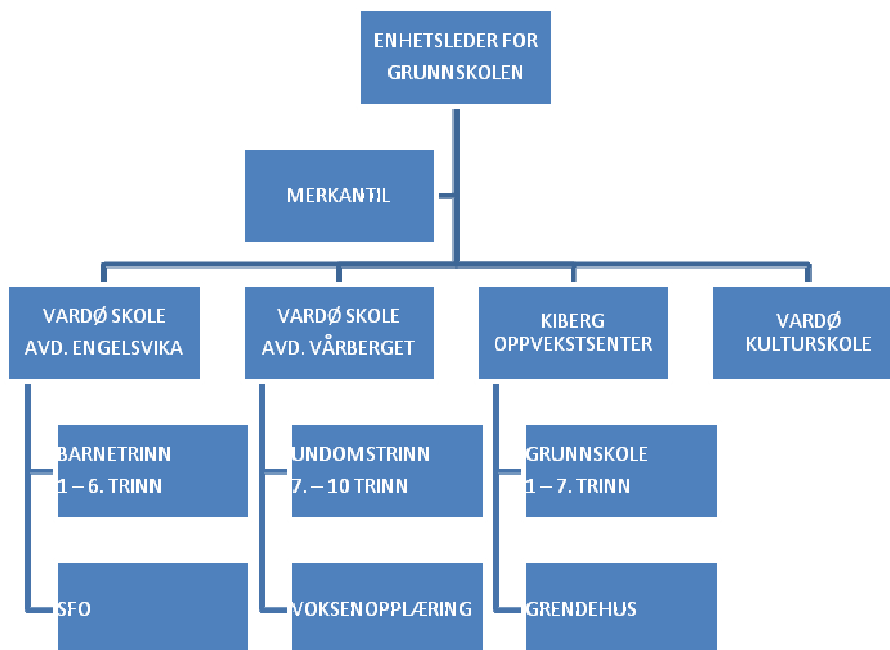 ENHETSLEDER FOR
GRUNNSKOLEN
MERKANTIL
VARDØ SKOLE
AVD. ENGELSVIKA
VARDØ SKOLE
AVD. VÅRBERGET
KIBERG
OPPVEKSTSENTER
VARDØ
KULTURSKOLE
BARNETRINN
1 – 6. TRINN
UNDOMSTRINN
7. – 10 TRINN
GRUNNSKOLE
1 – 7. TRINN
SFO
VOKSENOPPLÆRING
GRENDEHUS